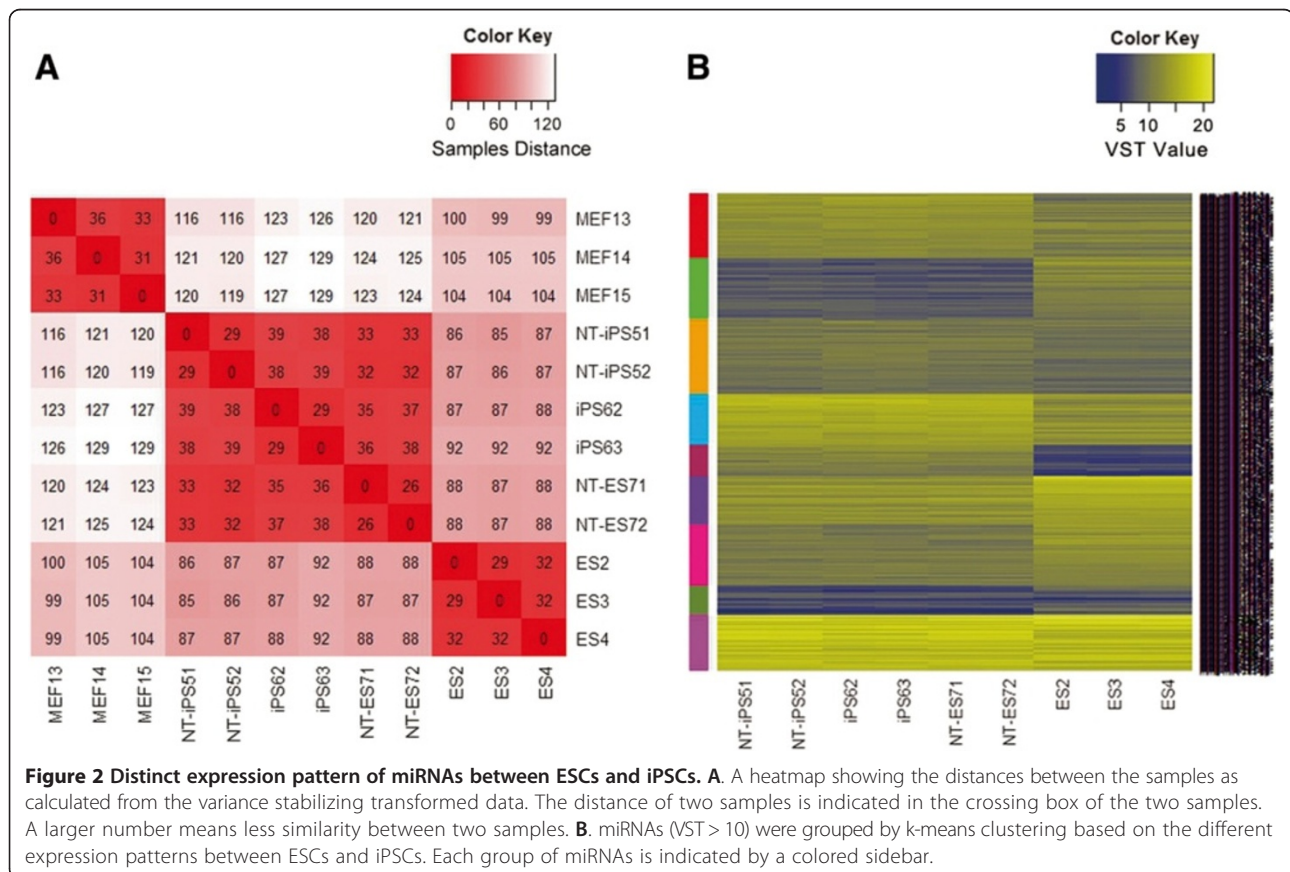 A
Color Key
0 60 120
Samples Distance
B
Color Key
5 10 20
VST Value
0 36 33 116 116 123 126 120 121 100 99 99 MEF13
36 0 31 121 120 127 129 124 125 105 105 105 MEF14
33 31 0 120 119 127 129 123 124 104 104 104 MEF15
116 121 120 0 29 39 38 33 33 86 85 87 NT-iPS51
116 120 119 29 0 38 39 32 32 87 86 87 NT-iPS52
123 127 127 39 38 0 29 35 37 87 87 88 iPS62
126 129 129 38 39 29 0 36 38 92 92 92 iPS63
120 124 123 33 32 35 36 0 26 88 87 88 NT-ES71
121 125 124 33 32 37 38 26 0 88 87 88 NT-ES72
100 105 104 86 87 87 92 88 88 0 29 32 ES2
99 105 104 85 86 87 92 87 87 29 0 32 ES3
99 105 104 87 87 88 92 88 88 32 32 0 ES4
MEF13 MEF14 MEF15 NT-iPS51 NT-iPS52 iPS62 iPS63 NT-ES71 NT-ES72 ES2 ES3 ES4
NT-iPS51 NT-iPS52 iPS62 iPS63 NT-ES71 NT-ES72 ES2 ES3 ES4
Figure 2 Distinct expression pattern of miRNAs between ESCs and iPSCs. A. A heatmap showing the distances between the samples as
calculated from the variance stabilizing transformed data. The distance of two samples is indicated in the crossing box of the two samples.
A larger number means less similarity between two samples. B. miRNAs (VST > 10) were grouped by k-means clustering based on the different
expression patterns between ESCs and iPSCs. Each group of miRNAs is indicated by a colored sidebar.